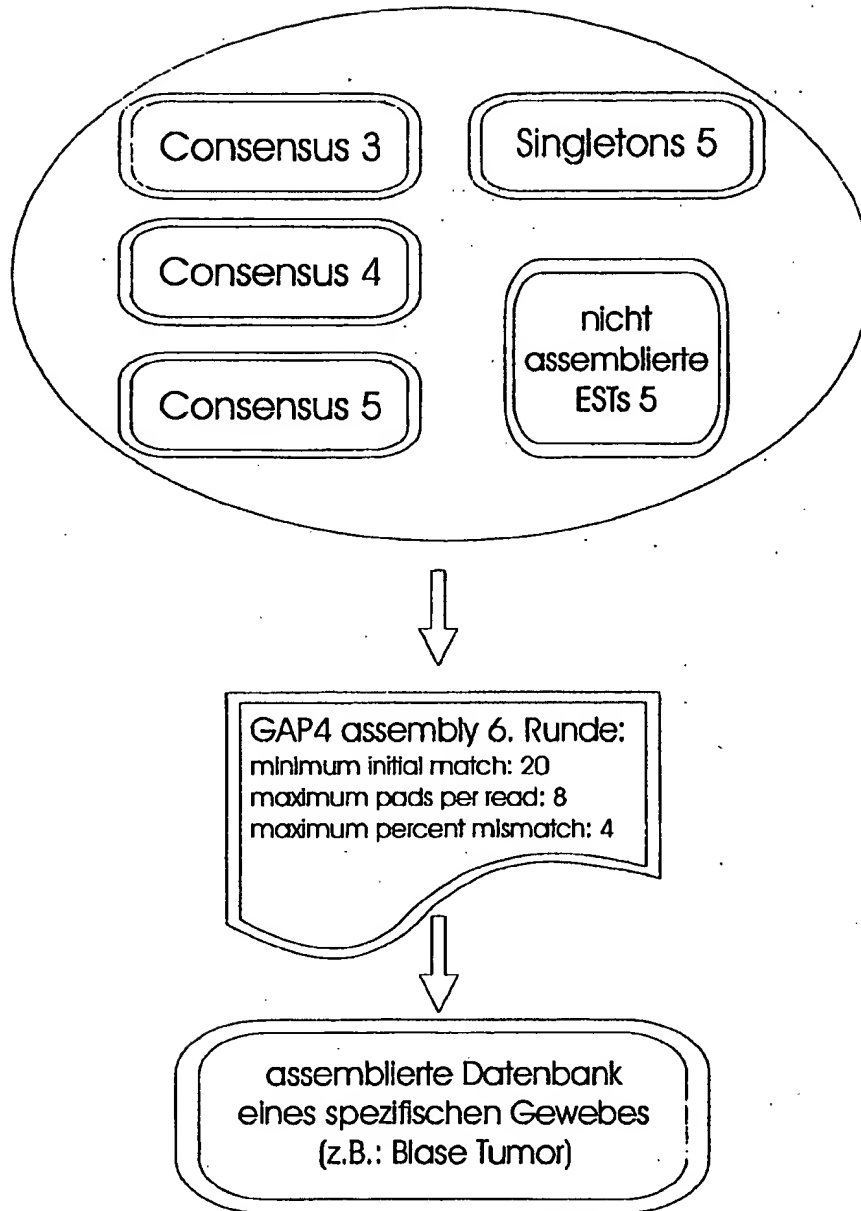 Consensus 3
Singletons 5
Consensus 4
nicht
assemblierte
ESTs 5
Consensus 5
GAP4 assembly 6. Runde:
minimum initial match: 20
maximum pads per read: 8
maximum percent mismatch: 4
assemblierte Datenbank
eines spezifischen Gewebes
(z.B.: Blase Tumor)